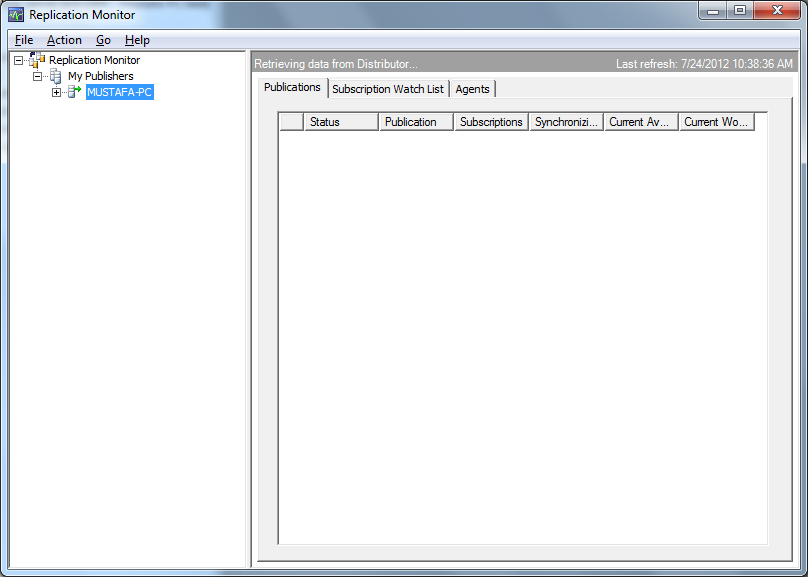 Replication Monitor
File Action Go Help
Replication Monitor
My Publishers
MUSTAFA-PC
Retrieving data from Distributor... Last refresh: 7/24/2012 10:38:36 AM
Publications Subscription Watch List Agents
Status Publication Subscriptions Synchronizi... Current Av... Current Wo...